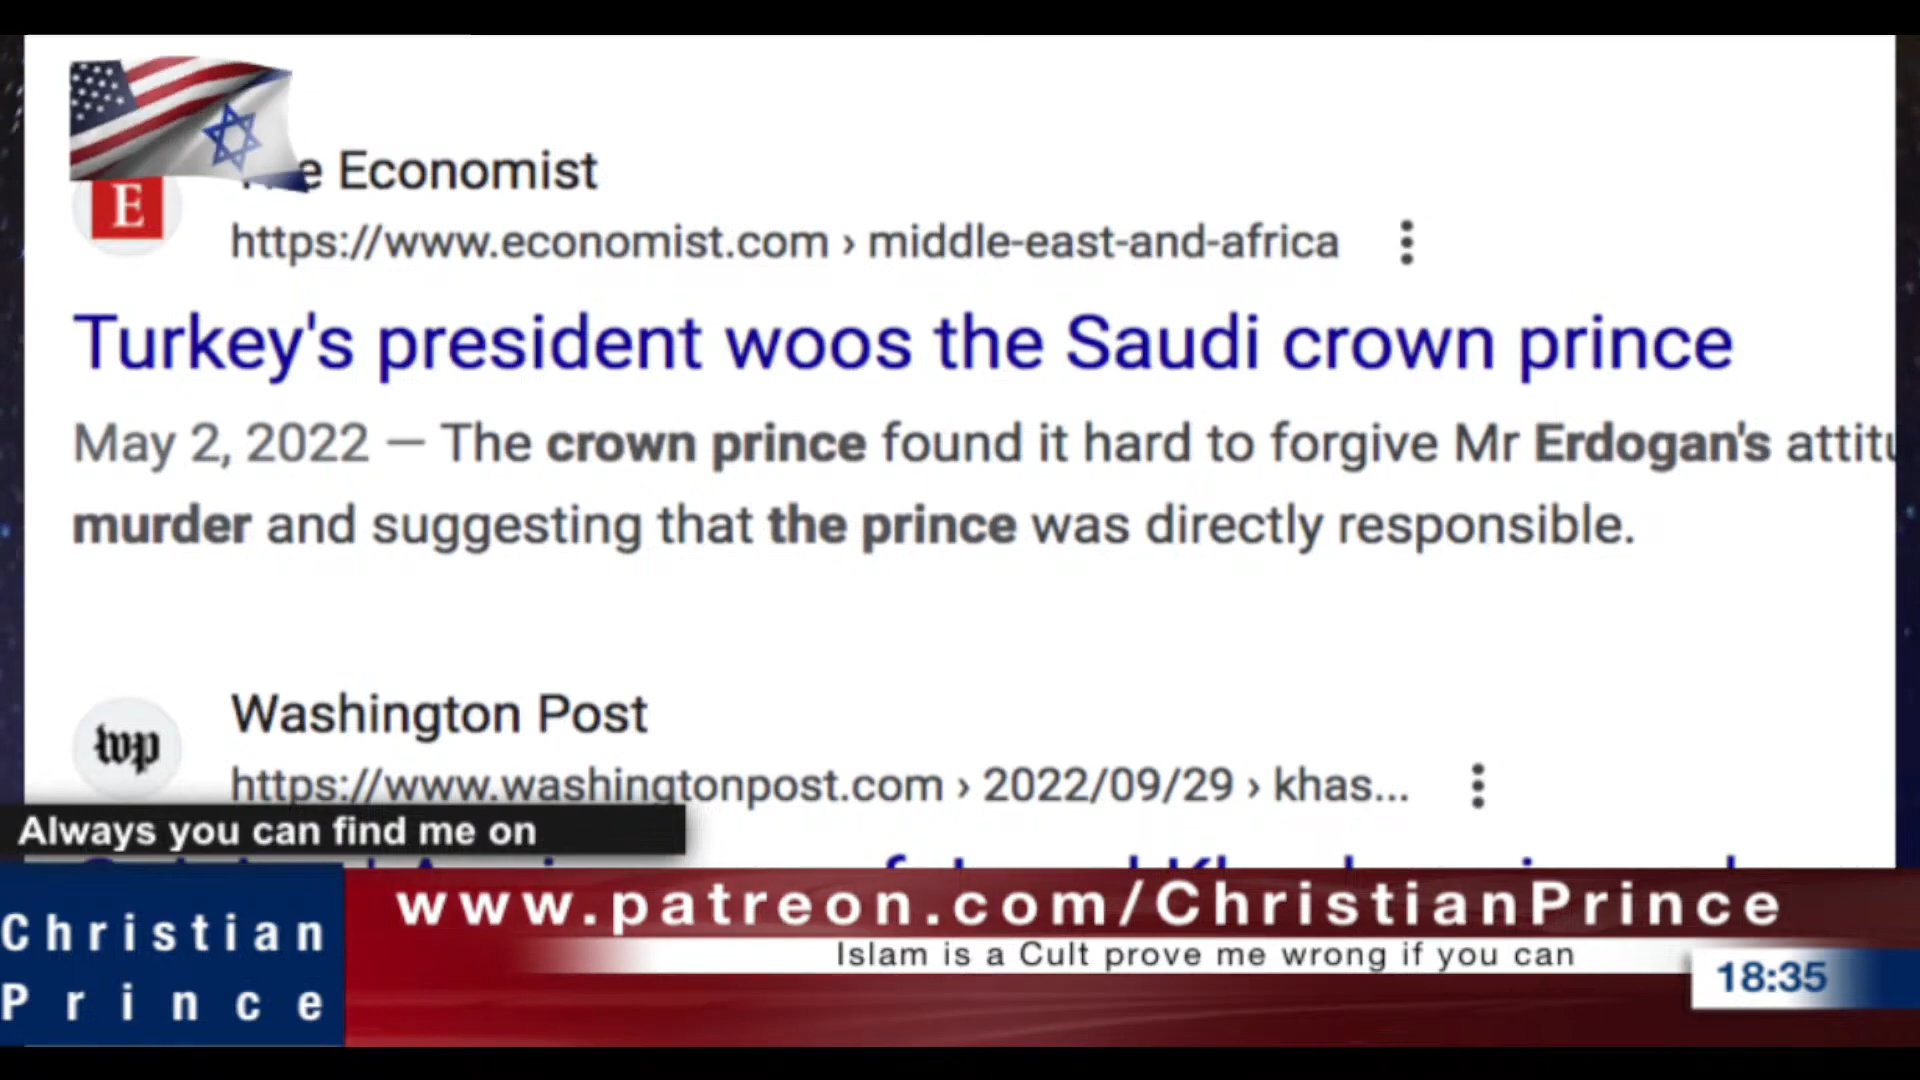 e Economist
E
https://www.economist.com › middle-east-and-africa
Turkey's president woos the Saudi crown prince
May 2, 2022 — The crown prince found it hard to forgive Mr Erdogan's
murder and suggesting that the prince was directly responsible.
Washington Post
wp
https://www.washingtonpost.com › 2022/09/29 › khas...
Always you can find me on
Christian
Prince
www.patreon.com/ChristianPrince
Islam is a Cult prove me wrong if you can
18:35